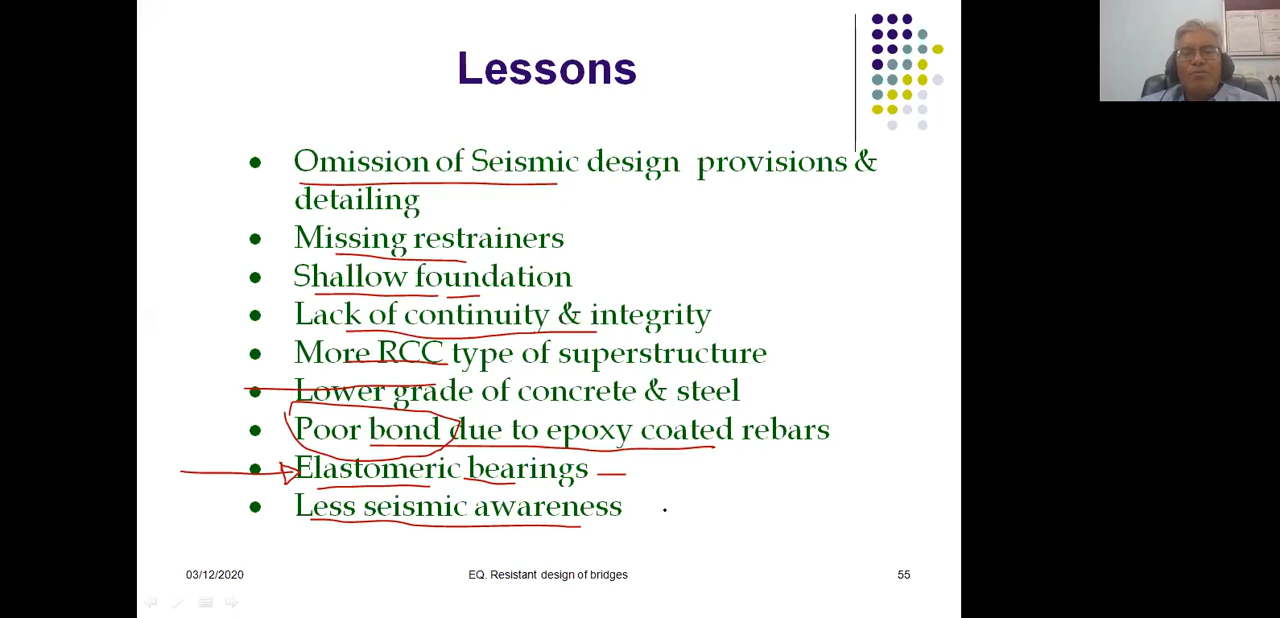 Lessons
Omission of Seismic design provisions &
detailing
Missing restrainers
Shallow foundation
Lack of continuity & integrity
More RCC type of superstructure
Lower grade of concrete & steel
Poor bond due to epoxy coated rebars
Elastomeric bearings
Less seismic awareness
03/12/2020
EQ. Resistant design of bridges
55